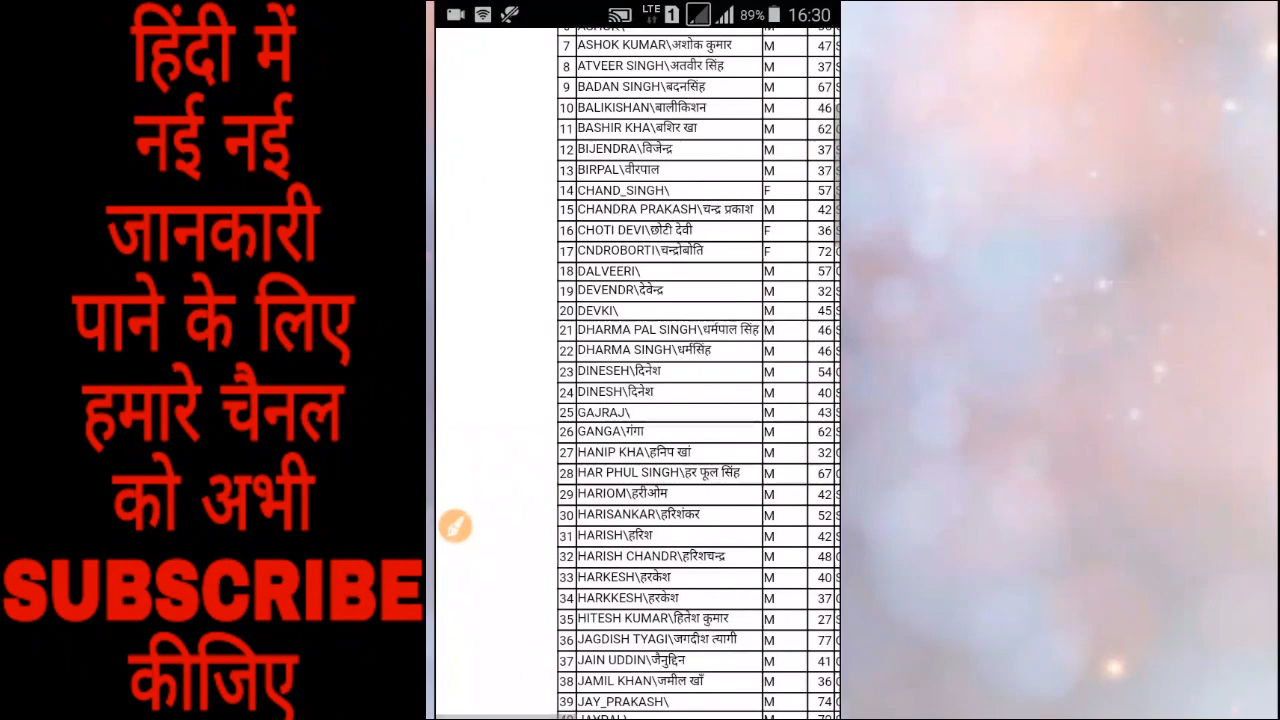 हिंदी में
नई नई
जानकारी
पाने के लिए
हमारे चैनल
को अभी
SUBSCRIBE
कीजिए
LTE 1 89% 16:30
7 ASHOK KUMAR\अशोक कुमार M 47
8 ATVEER SINGH\अतवीर सिंह M 37
9 BADAN SINGH\बदनसिंह M 67
10 BALIKISHAN\बालीकिशन M 46
11 BASHIR KHA\बशिर खा M 62
12 BIJENDRA\विजेन्द्र M 37
13 BIRPAL\वीरपाल M 37
14 CHAND_SINGH\ F 57
15 CHANDRA PRAKASH\चन्द्र प्रकाश M 42
16 CHOTI DEVI\छोटी देवी F 36
17 CNDROBORTI\चन्द्रोबोति F 72
18 DALVEERI\ M 57
19 DEVENDR\देवेन्द्र M 32
20 DEVKI\ M 45
21 DHARMA PAL SINGH\धर्मपाल सिंह M 46
22 DHARMA SINGH\धर्मसिंह M 46
23 DINESEH\दिनेश M 54
24 DINESH\दिनेश M 40
25 GAJRAJ\ M 43
26 GANGA\गंगा M 62
27 HANIP KHA\हनिप खां M 32
28 HAR PHUL SINGH\हर फूल सिंह M 67
29 HARIOM\हरीओम M 42
30 HARISANKAR\हरिशंकर M 52
31 HARISH\हरिश M 42
32 HARISH CHANDR\हरिशचन्द्र M 48
33 HARKESH\हरकेश M 40
34 HARKKESH\हरकेश M 37
35 HITESH KUMAR\हितेश कुमार M 27
36 JAGDISH TYAGI\जगदीश त्यागी M 77
37 JAIN UDDIN\जैनुद्दिन M 41
38 JAMIL KHAN\जमील खाँ M 36
39 JAY_PRAKASH\ M 74